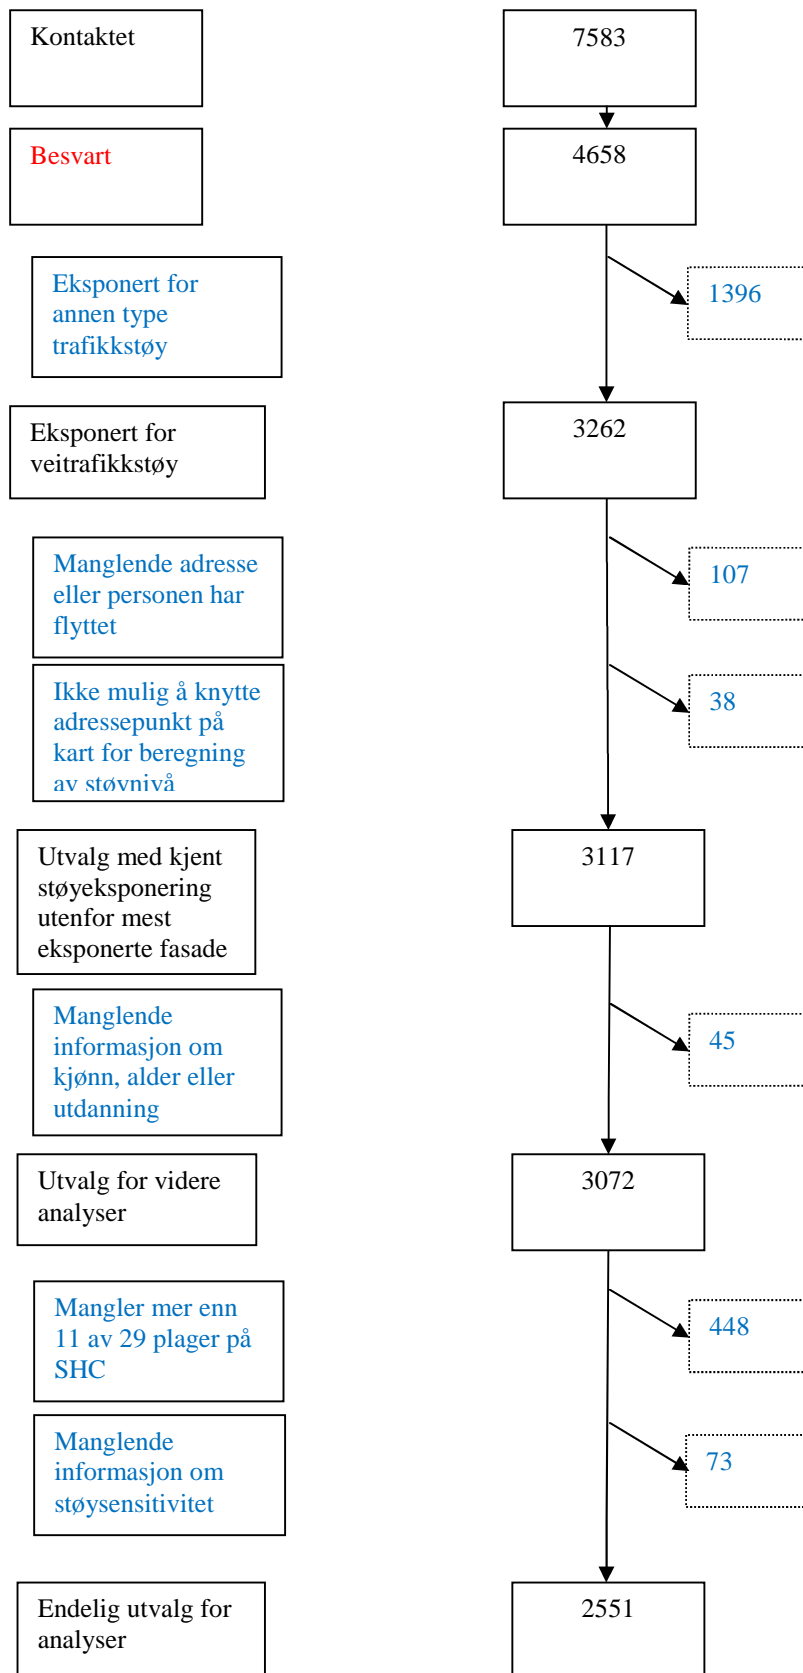 Kontaktet
7583
Besvart
4658
Eksponert for
annen type
trafikkstøy
1396
Eksponert for
veitrafikkstøy
3262
Manglende adresse
eller personen har
flyttet
107
Ikke mulig å knytte
adressepunkt på
kart for beregning
av støynivå
38
Utvalg med kjent
støyeksponering
utenfor mest
eksponerte fasade
3117
Manglende
informasjon om
kjønn, alder eller
utdanning
45
Utvalg for videre
analyser
3072
Mangler mer enn
11 av 29 plager på
SHC
448
Manglende
informasjon om
støysensitivitet
73
Endelig utvalg for
analyser
2551